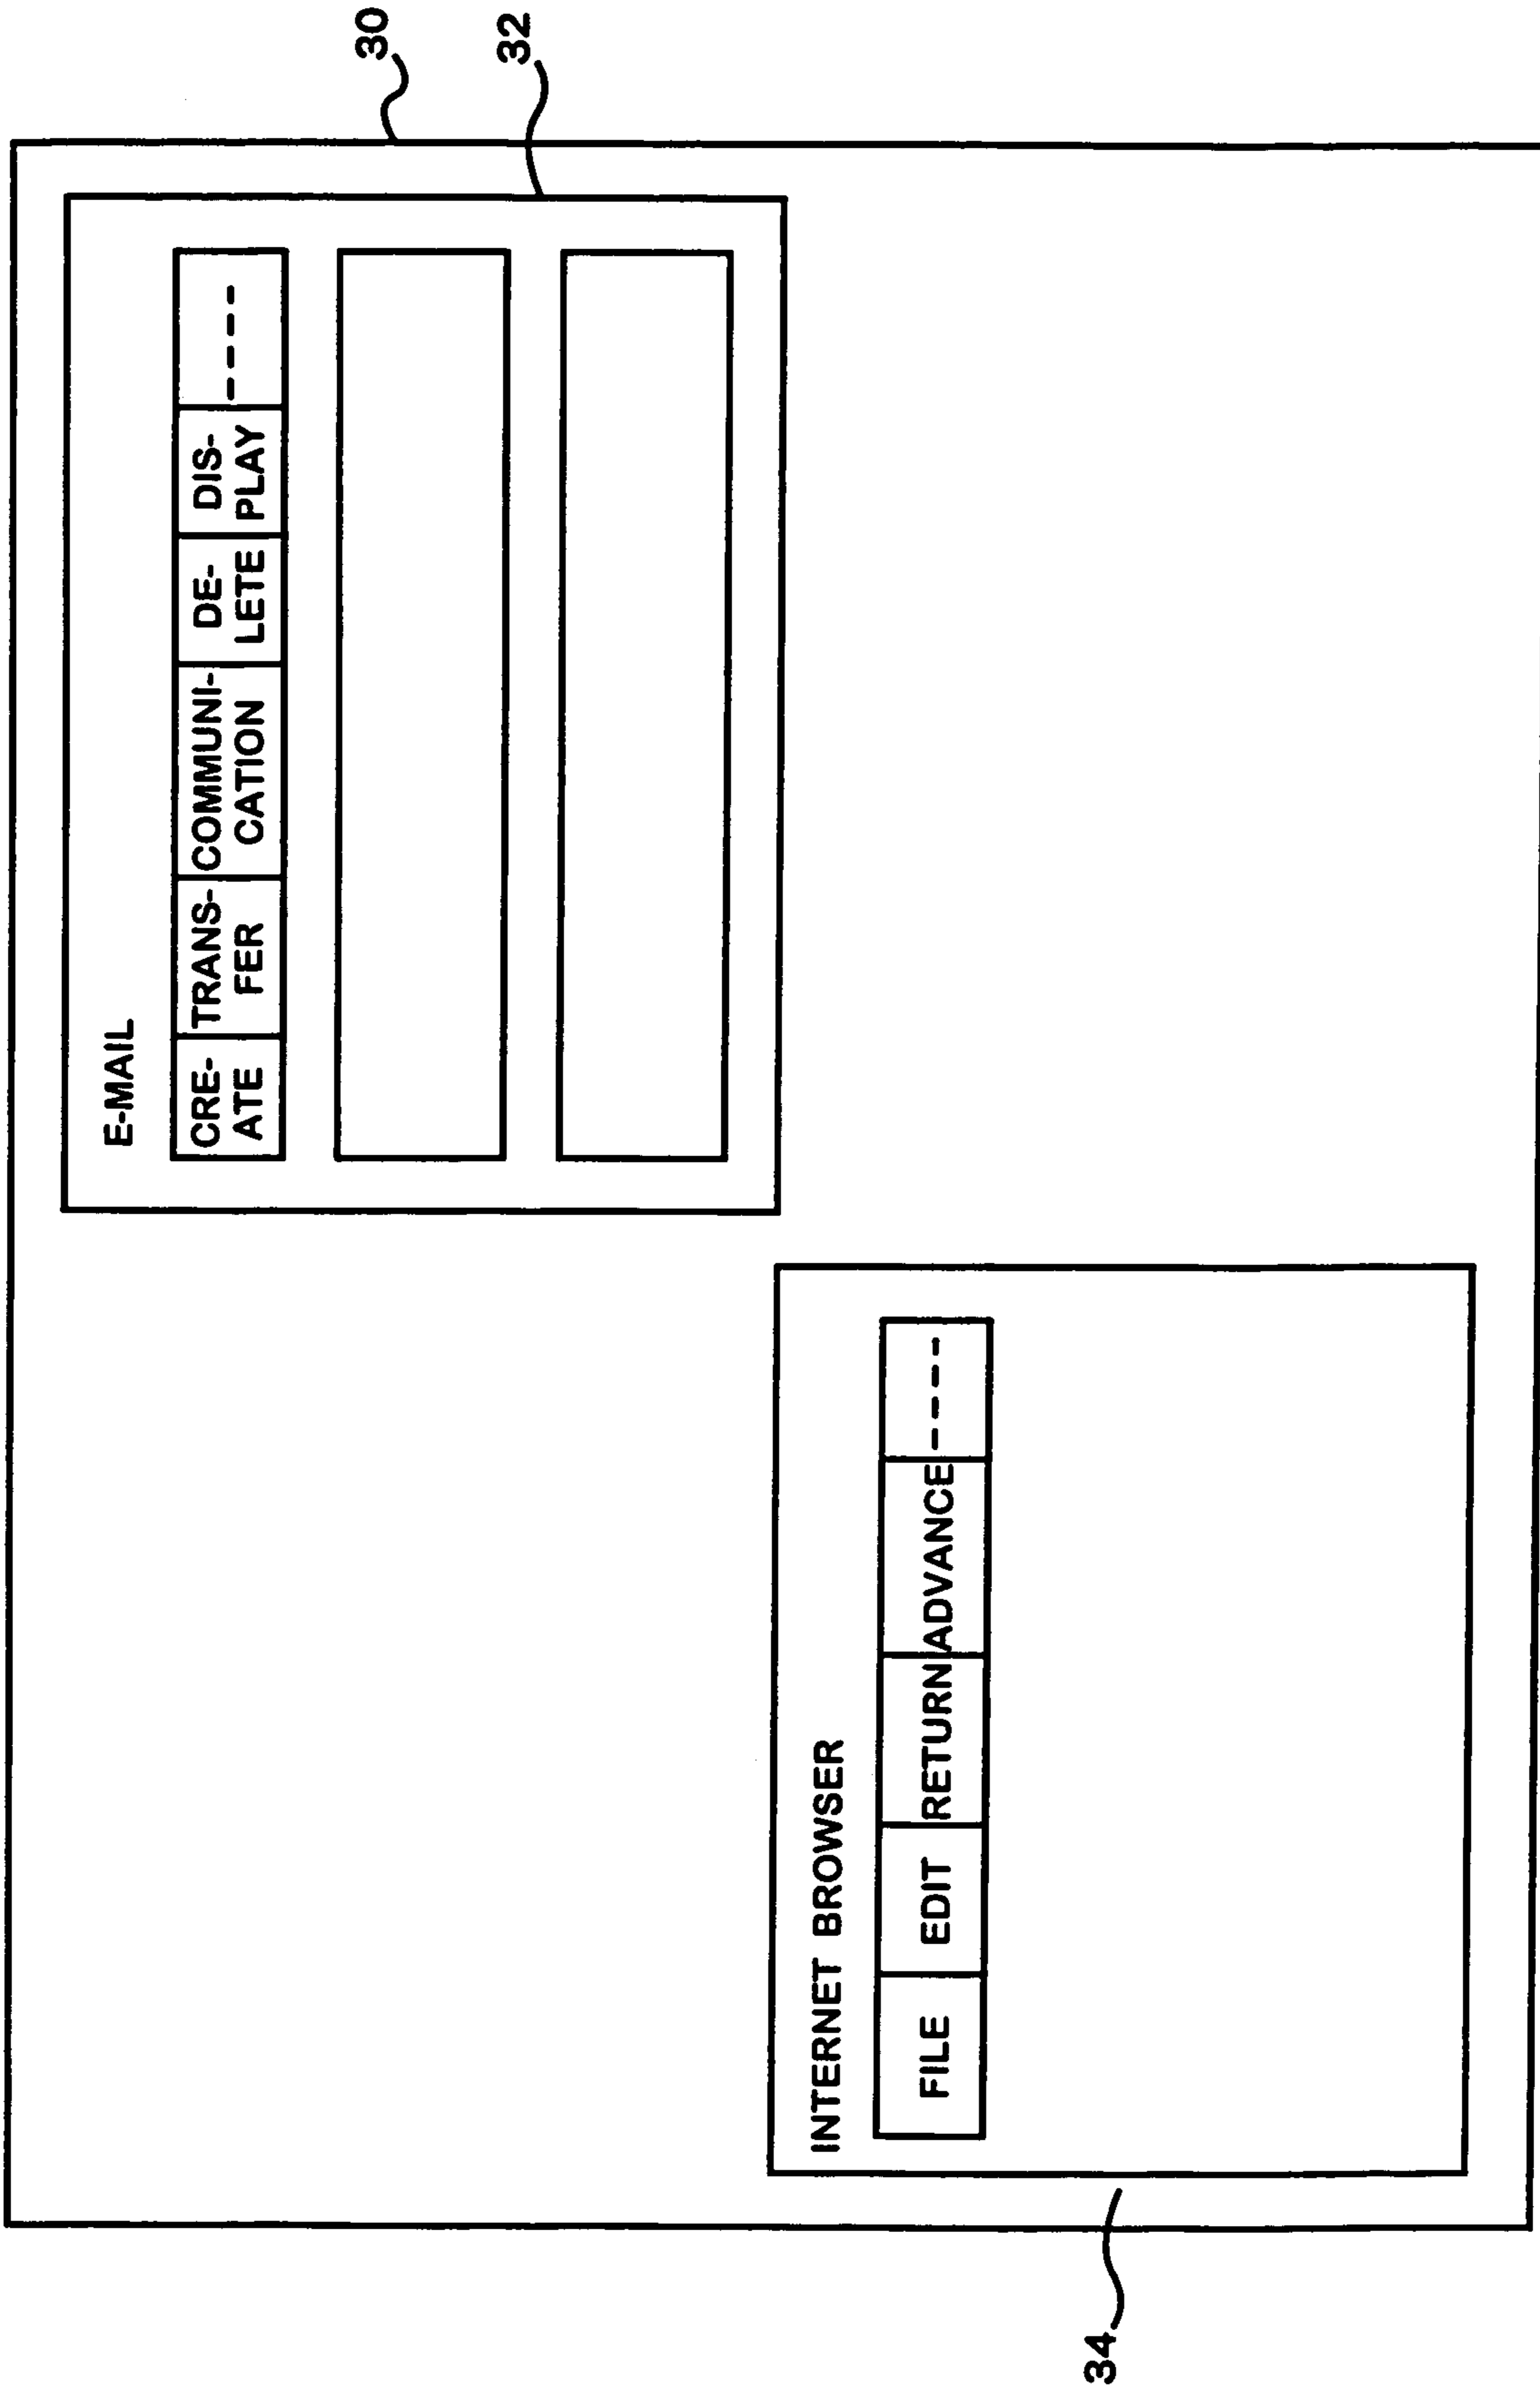 30
32
E-MAIL
CRE-
ATE
TRANS-
FER
COMMUNI-
CATION
DE-
LETE
DIS-
PLAY
----
INTERNET BROWSER
FILE EDIT RETURN ADVANCE ----
34